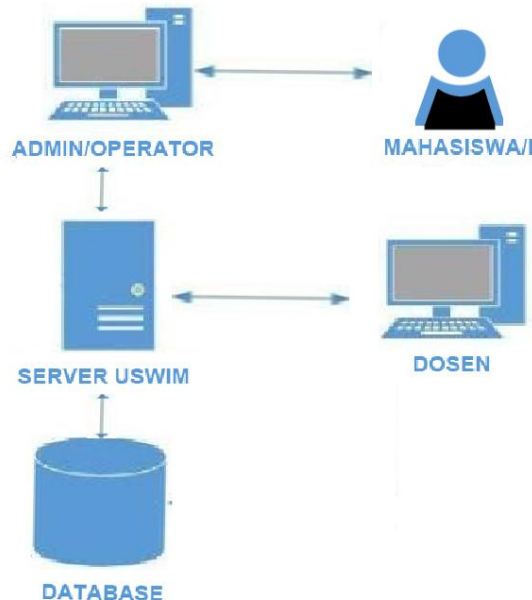 ADMIN/OPERATOR
MAHASISWA/I
SERVER USWIM
DOSEN
DATABASE